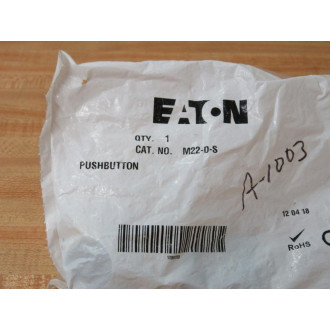 EATON
QTY. 1
CAT. NO. M22-D-S
PUSHBUTTON
A-1003
12 04 18
RoHS